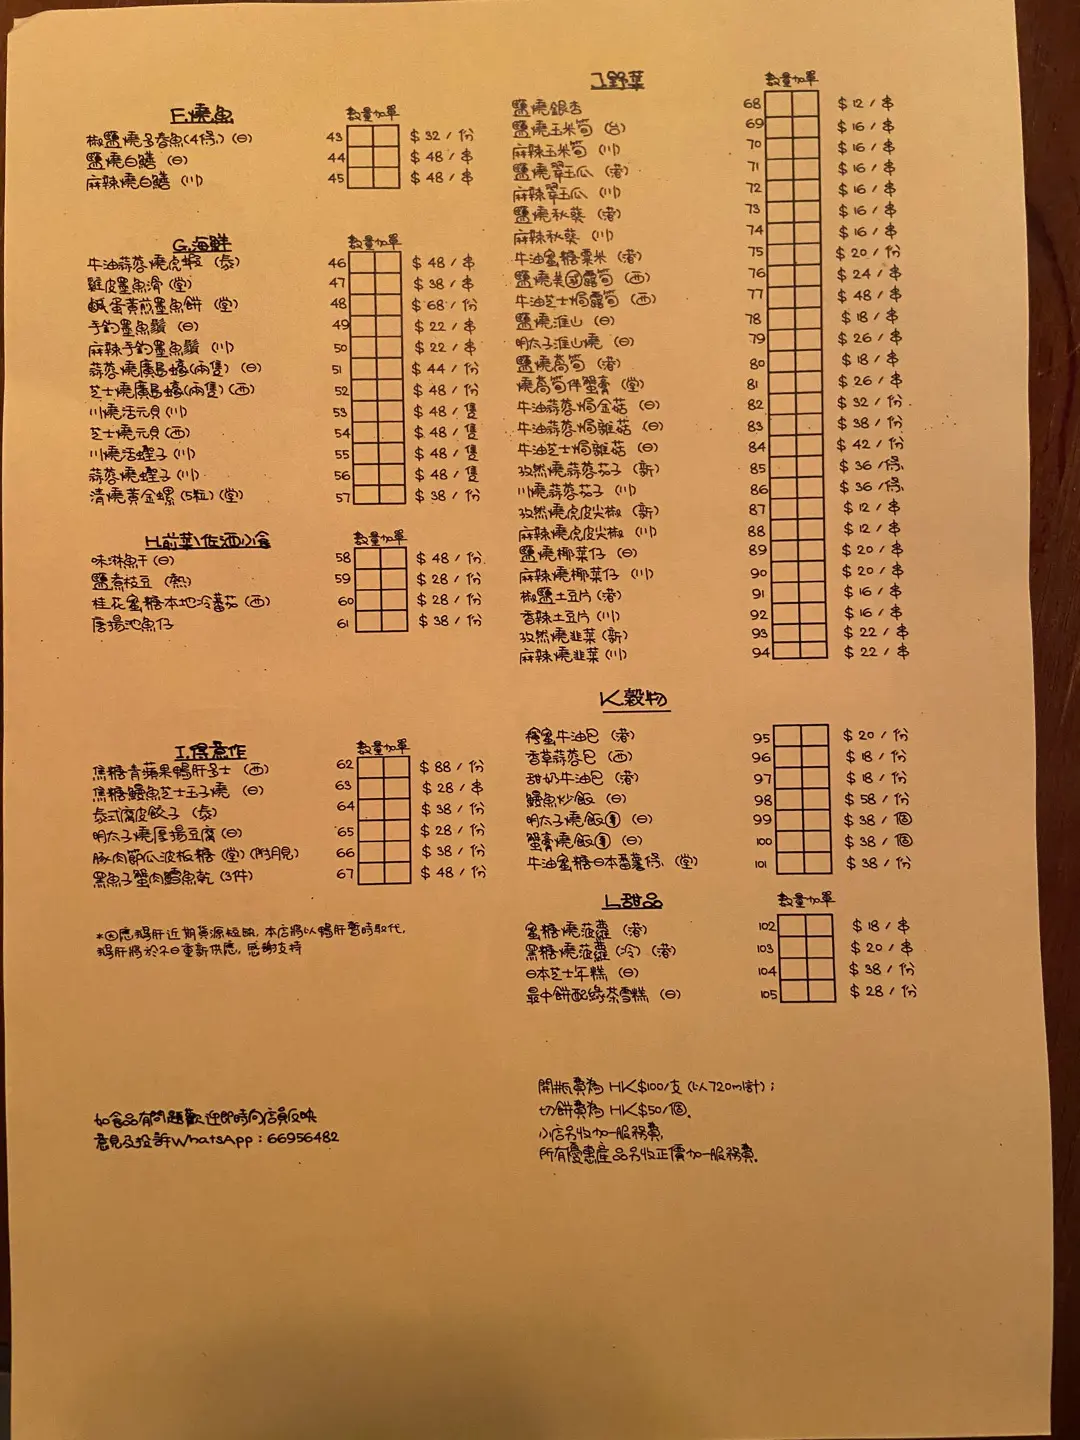 F.燒魚 數量加單
椒鹽燒多春魚(4條) (日) 43 $ 32 / 份
鹽燒白鱔 (日) 44 $ 48 / 串
麻辣燒白鱔 (川) 45 $ 48 / 串
G.海鮮 數量加單
牛油蒜蓉燒虎蝦 (泰) 46 $ 48 / 串
雞皮墨魚滑 (堂) 47 $ 38 / 串
鹹蛋黃煎墨魚餅 (堂) 48 $ 68 / 份
手釣墨魚鬚 (日) 49 $ 22 / 串
麻辣手釣墨魚鬚 (川) 50 $ 22 / 串
蒜蓉燒廣島蠔(兩隻) (日) 51 $ 44 / 份
芝士燒廣島蠔(兩隻) (西) 52 $ 48 / 份
川燒活元貝 (川) 53 $ 48 / 隻
芝士燒元貝 (西) 54 $ 48 / 隻
川燒活蟶子 (川) 55 $ 48 / 隻
蒜蓉燒蟶子 (川) 56 $ 48 / 隻
清燒黃金螺 (5粒) (堂) 57 $ 38 / 份
H.前菜\佐酒小食 數量加單
味淋魚干 (日) 58 $ 48 / 份
鹽煮枝豆 (熱) 59 $ 28 / 份
桂花蜜糖本地冷蕃茄 (西) 60 $ 28 / 份
唐揚池魚仔 61 $ 38 / 份
I.得意作 數量加單
焦糖青蘋果鴨肝多士 (西) 62 $ 88 / 份
焦糖鰻魚芝士玉子燒 (日) 63 $ 28 / 串
泰式腐皮餃子 (泰) 64 $ 38 / 份
明太子燒厚揚豆腐 (日) 65 $ 28 / 份
豚肉節瓜波板糖 (堂) (附月見) 66 $ 38 / 份
黑魚子蟹肉鱈魚乾 (3件) 67 $ 48 / 份
*因應鵝肝近期貨源短缺, 本店將以鴨肝暫時取代,
鵝肝將於不日重新供應, 感謝支持
如食品有問題歡迎即時向店員反映
意見及投訴WhatsApp : 66956482
J.野菜 數量加單
鹽燒銀杏 68 $ 12 / 串
鹽燒玉米筍 (台) 69 $ 16 / 串
麻辣玉米筍 (川) 70 $ 16 / 串
鹽燒翠玉瓜 (港) 71 $ 16 / 串
麻辣翠玉瓜 (川) 72 $ 16 / 串
鹽燒秋葵 (港) 73 $ 16 / 串
麻辣秋葵 (川) 74 $ 16 / 串
牛油蜜糖粟米 (港) 75 $ 20 / 份
鹽燒美國露筍 (西) 76 $ 24 / 串
牛油芝士焗露筍 (西) 77 $ 48 / 串
鹽燒淮山 (日) 78 $ 18 / 串
明太子淮山燒 (日) 79 $ 26 / 串
鹽燒萵筍 (港) 80 $ 18 / 串
燒萵筍伴蟹膏 (堂) 81 $ 26 / 串
牛油蒜蓉焗金菇 (日) 82 $ 32 / 份
牛油蒜蓉焗雜菇 (日) 83 $ 38 / 份
牛油芝士焗雜菇 (日) 84 $ 42 / 份
孜然燒蒜蓉茄子 (新) 85 $ 36 / 條
川燒蒜蓉茄子 (川) 86 $ 36 / 條
孜然燒虎皮尖椒 (新) 87 $ 12 / 串
麻辣燒虎皮尖椒 (川) 88 $ 12 / 串
鹽燒椰菜仔 (日) 89 $ 20 / 串
麻辣燒椰菜仔 (川) 90 $ 20 / 串
椒鹽土豆片 (港) 91 $ 16 / 串
香辣土豆片 (川) 92 $ 16 / 串
孜然燒韭菜 (新) 93 $ 22 / 串
麻辣燒韭菜 (川) 94 $ 22 / 串
K.穀物
蜜牛油包 (港) 95 $ 20 / 份
香草蒜蓉包 (西) 96 $ 18 / 份
甜奶牛油包 (港) 97 $ 18 / 份
鰻魚炒飯 (日) 98 $ 58 / 份
明太子燒飯團 (日) 99 $ 38 / 個
蟹膏燒飯團 (日) 100 $ 38 / 個
牛油蜜糖日本蕃薯條 (堂) 101 $ 38 / 份
L.甜品 數量加單
蜜糖燒菠蘿 (港) 102 $ 18 / 串
黑糖燒菠蘿 (冷) (港) 103 $ 20 / 串
日本芝士年糕 (日) 104 $ 38 / 份
最中餅配綠茶雪糕 (日) 105 $ 28 / 份
開瓶費為 HK$100/支 (以720ml計) ;
切餅費為 HK$50/個,
小店另收加一服務費,
所有優惠產品另收正價加一服務費,